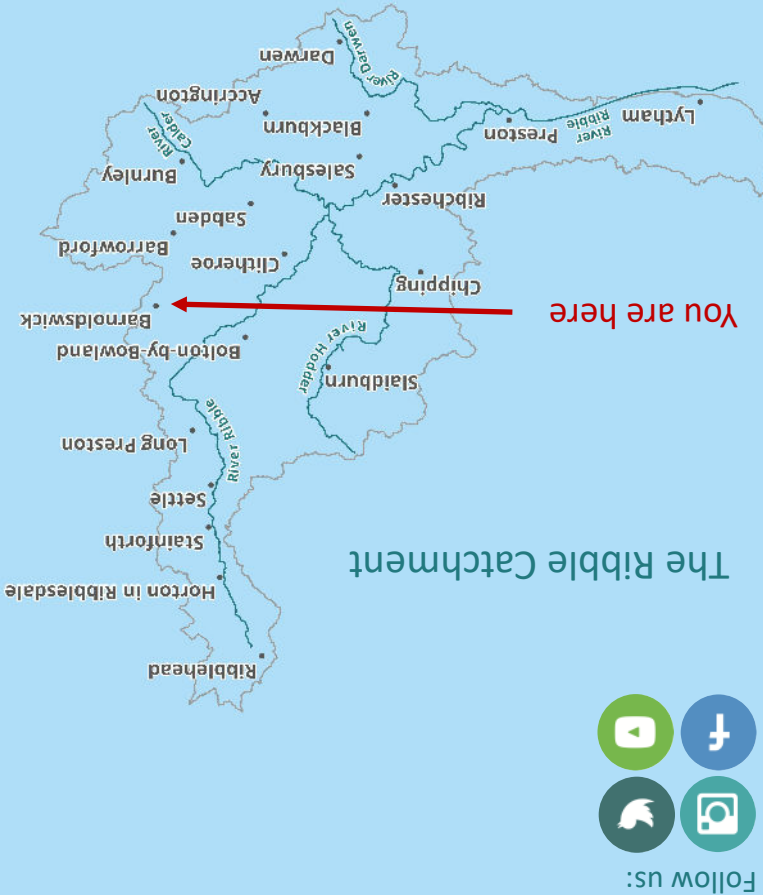 Follow us:
Ribblehead
The Ribble Catchment
Horton in Ribblesdale
Stainforth
Settle
Long Preston
River Ribble
Slaidburn
River Hodder
Bolton-by-Bowland
You are here
Barnoldswick
Chipping
Clitheroe
Barrowford
Sabden
Ribchester
Salesbury
Burnley
River
Calder
Lytham
River
Ribble
Preston
Blackburn
Accrington
River Darwen
Darwen